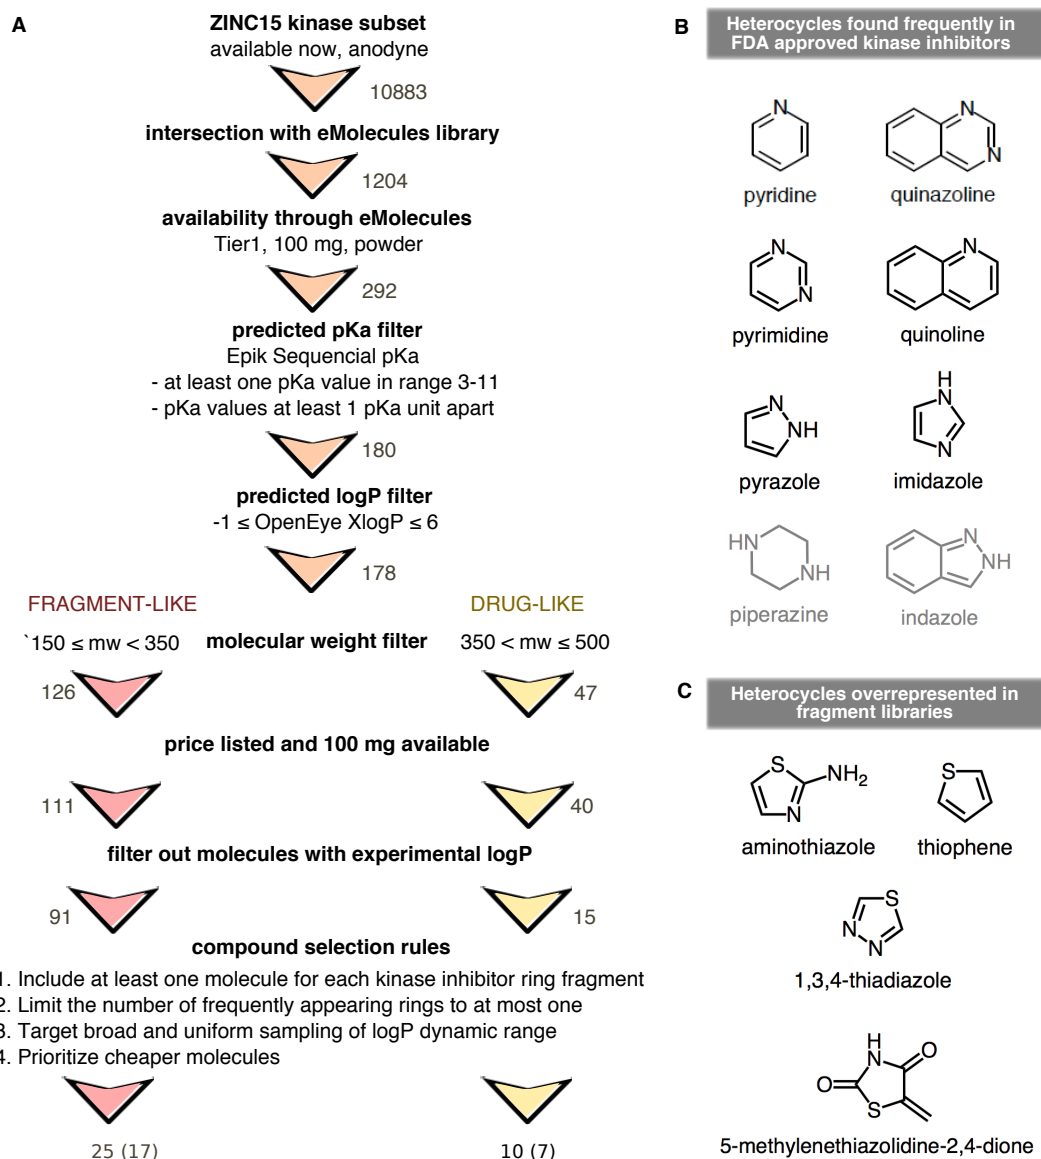 A
ZINC15 kinase subset
available now, anodyne
10883
intersection with eMolecules library
1204
availability through eMolecules
Tier1, 100 mg, powder
292
predicted pKa filter
Epik Sequencial pKa
- at least one pKa value in range 3-11
- pKa values at least 1 pKa unit apart
180
predicted logP filter
-1 ≤ OpenEye XlogP ≤ 6
178
FRAGMENT-LIKE
DRUG-LIKE
`150 ≤ mw < 350
molecular weight filter
350 < mw ≤ 500
126
47
price listed and 100 mg available
111
40
filter out molecules with experimental logP
91
15
compound selection rules
1. Include at least one molecule for each kinase inhibitor ring fragment
2. Limit the number of frequently appearing rings to at most one
3. Target broad and uniform sampling of logP dynamic range
4. Prioritize cheaper molecules
25 (17)
10 (7)
B
Heterocycles found frequently in
FDA approved kinase inhibitors
N
N
N
pyridine
quinazoline
N
N
N
pyrimidine
quinoline
N
NH
H
N
N
pyrazole
imidazole
HN
NH
N
NH
piperazine
indazole
C
Heterocycles overrepresented in
fragment libraries
S
NH2
N
S
aminothiazole
thiophene
S
N
N
1,3,4-thiadiazole
H
N
O
O
S
5-methylenethiazolidine-2,4-dione